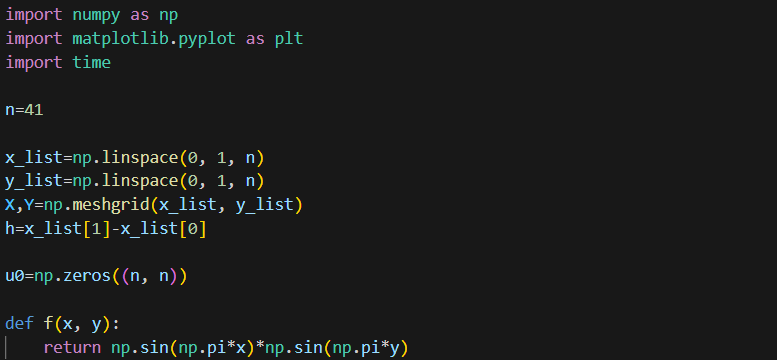 import numpy as np
import matplotlib.pyplot as plt
import time
n=41
x_list=np.linspace(0, 1, n)
y_list=np.linspace(0, 1, n)
X,Y=np.meshgrid(x_list, y_list)
h=x_list[1]-x_list[0]
u0=np.zeros((n, n))
def f(x, y):
    return np.sin(np.pi*x)*np.sin(np.pi*y)